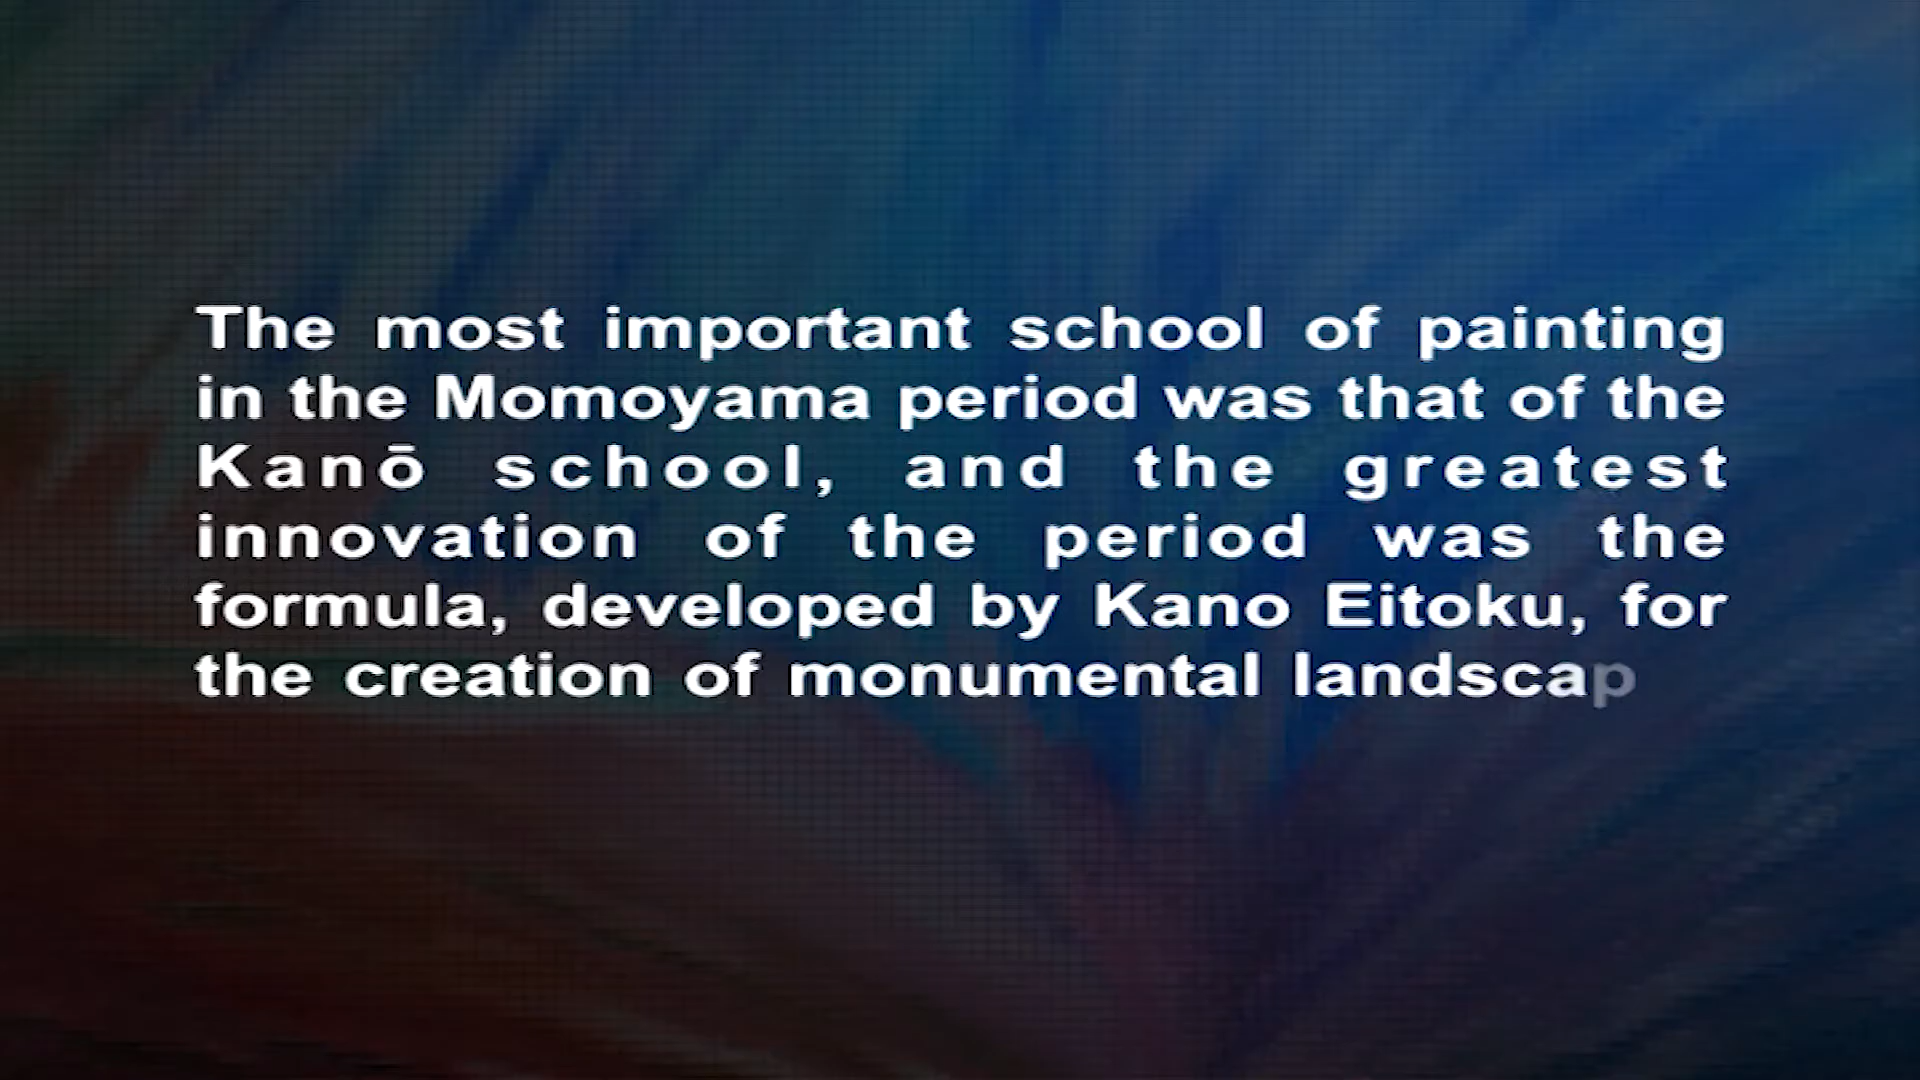 The most important school of painting
in the Momoyama period was that of the
Kanō school, and the greatest
innovation of the period was the
formula, developed by Kano Eitoku, for
the creation of monumental landscap